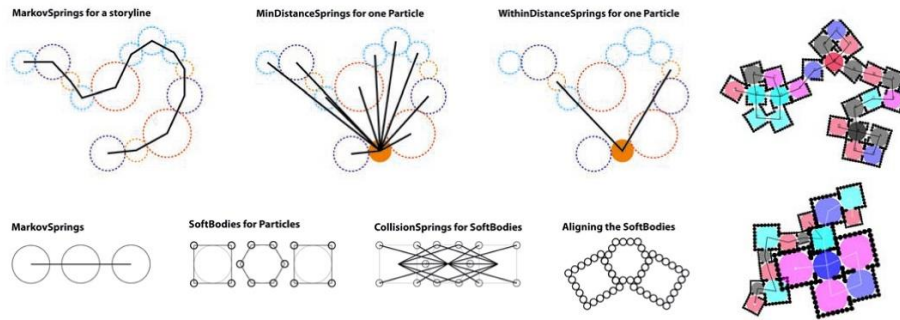 MarkovSprings for a storyline
MinDistanceSprings for one Particle
WithinDistanceSprings for one Particle
MarkovSprings
SoftBodies for Particles
CollisionSprings for SoftBodies
Aligning the SoftBodies